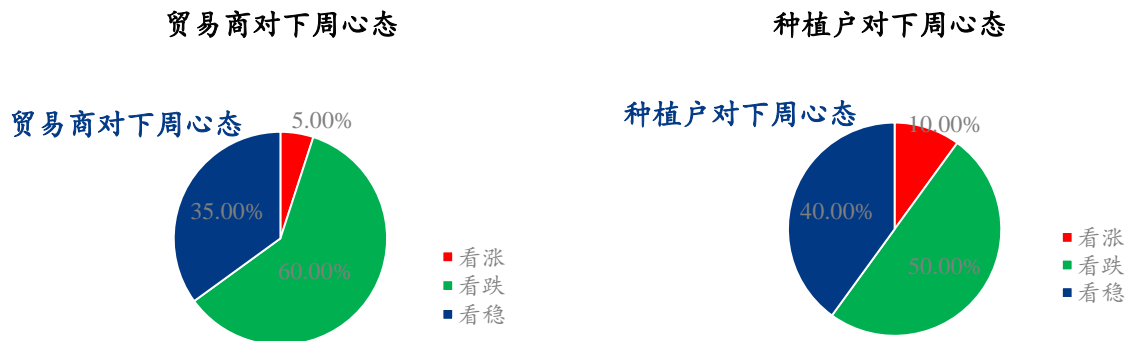 贸易商对下周心态
贸易商对下周心态
5.00%
35.00%
60.00%
看涨
看跌
看稳
种植户对下周心态
种植户对下周心态
10.00%
40.00%
50.00%
看涨
看跌
看稳